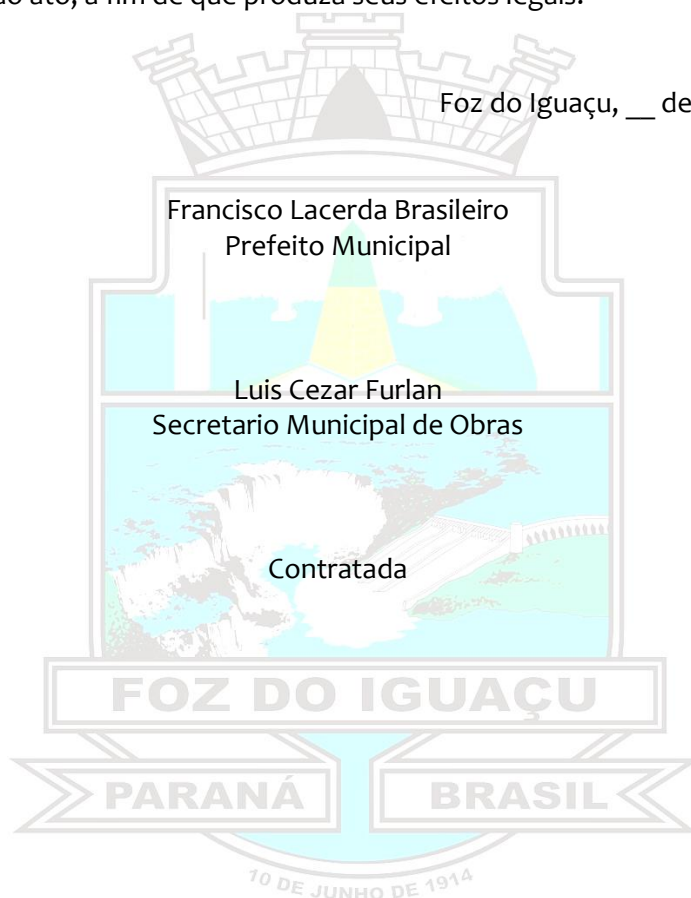 ao ato, a fim de que produza seus efeitos legais.
Foz do Iguaçu, __ de
Francisco Lacerda Brasileiro
Prefeito Municipal
Luis Cezar Furlan
Secretario Municipal de Obras
Contratada
FOZ DO IGUAÇU
PARANÁ BRASIL
10 DE JUNHO DE 1914